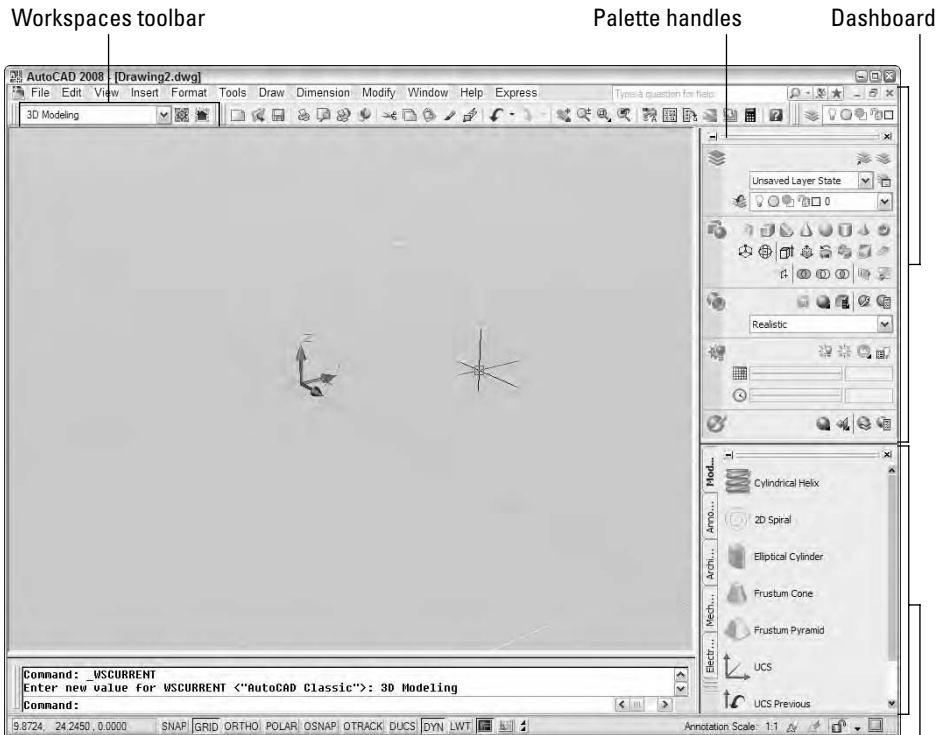 Workspaces toolbar
Palette handles
Dashboard
AutoCAD 2008 - [Drawing2.dwg]
File Edit View Insert Format Tools Draw Dimension Modify Window Help Express
Type a question for help
3D Modeling
Unsaved Layer State
0
Realistic
Z
Mod...
Anno...
Archi...
Mech...
Electr...
Cylindrical Helix
2D Spiral
Elliptical Cylinder
Frustum Cone
Frustum Pyramid
UCS
UCS Previous
Command: _WSCURRENT
Enter new value for WSCURRENT <"AutoCAD Classic">: 3D Modeling
Command:
9.8724, 24.2450 , 0.0000 SNAP GRID ORTHO POLAR OSNAP OTRACK DUCS DYN LWT
Annotation Scale: 1:1